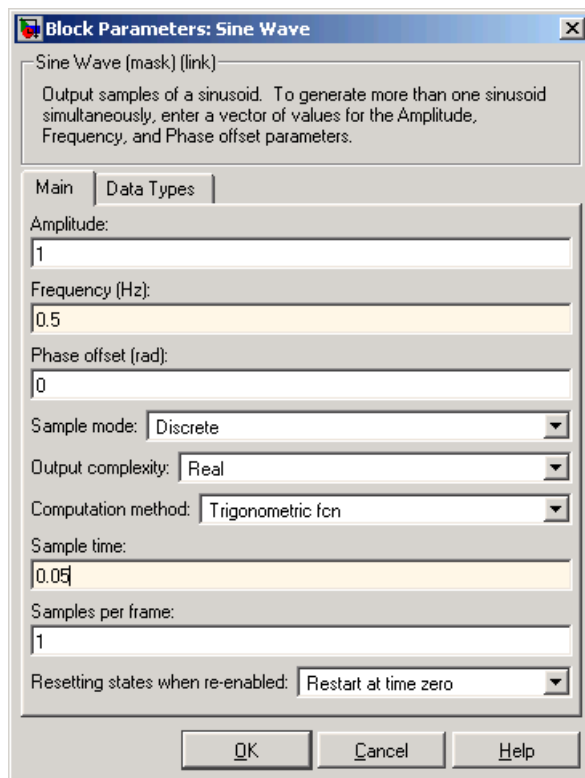 Block Parameters: Sine Wave
Sine Wave (mask) (link)
Output samples of a sinusoid. To generate more than one sinusoid
simultaneously, enter a vector of values for the Amplitude,
Frequency, and Phase offset parameters.
Main Data Types
Amplitude:
1
Frequency (Hz):
0.5
Phase offset (rad):
0
Sample mode: Discrete
Output complexity: Real
Computation method: Trigonometric fcn
Sample time:
0.05
Samples per frame:
1
Resetting states when re-enabled: Restart at time zero
OK Cancel Help